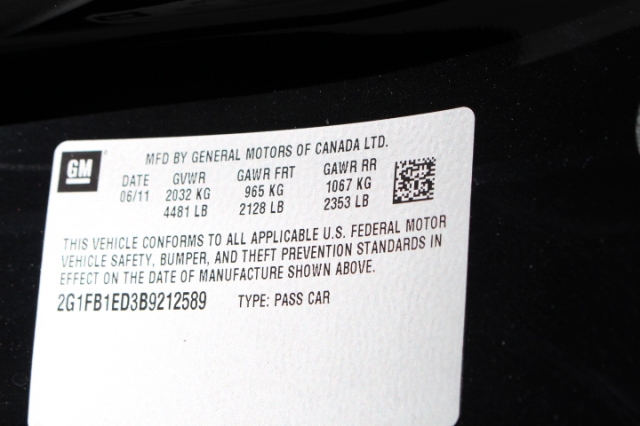 GM
MFD BY GENERAL MOTORS OF CANADA LTD.
DATE GVWR GAWR FRT GAWR RR
06/11 2032 KG 965 KG 1067 KG
4481 LB 2128 LB 2353 LB
THIS VEHICLE CONFORMS TO ALL APPLICABLE U.S. FEDERAL MOTOR
VEHICLE SAFETY, BUMPER, AND THEFT PREVENTION STANDARDS IN
EFFECT ON THE DATE OF MANUFACTURE SHOWN ABOVE.
2G1FB1ED3B9212589 TYPE: PASS CAR